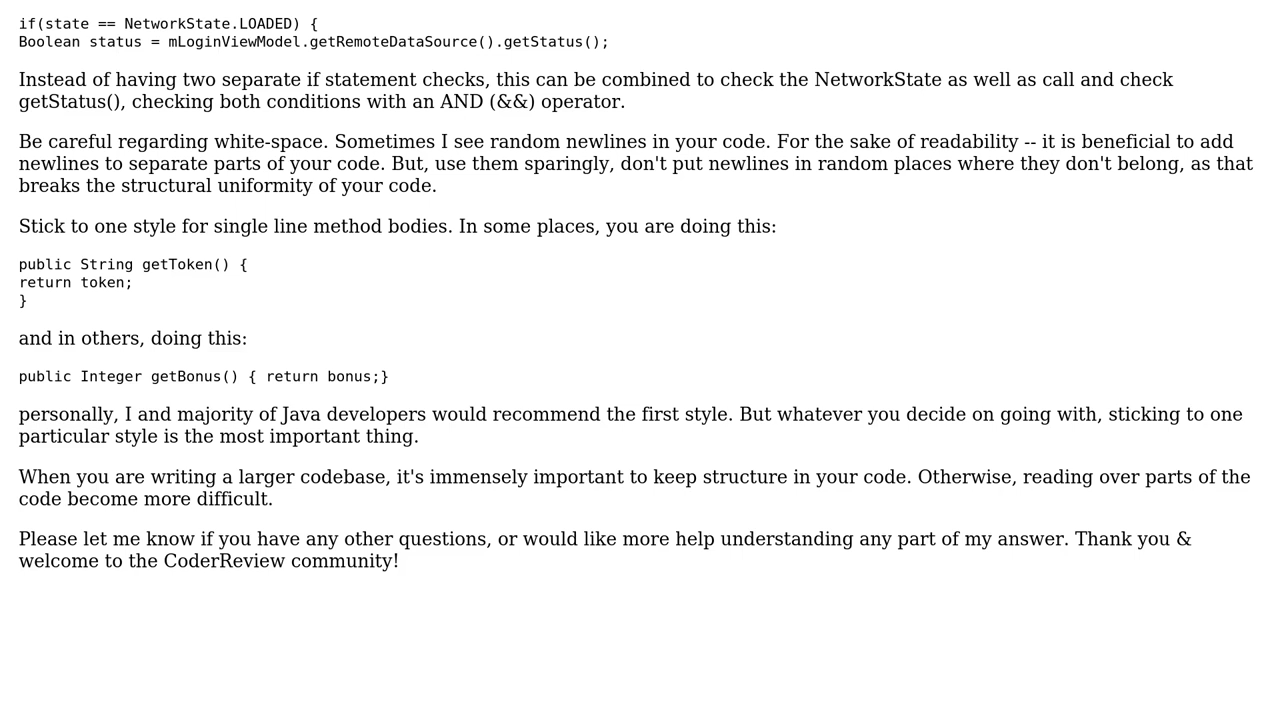 if(state == NetworkState.LOADED) {
Boolean status = mLoginViewModel.getRemoteDataSource().getStatus();
Instead of having two separate if statement checks, this can be combined to check the NetworkState as well as call and check
getStatus(), checking both conditions with an AND (&&) operator.
Be careful regarding white-space. Sometimes I see random newlines in your code. For the sake of readability -- it is beneficial to add
newlines to separate parts of your code. But, use them sparingly, don't put newlines in random places where they don't belong, as that
breaks the structural uniformity of your code.
Stick to one style for single line method bodies. In some places, you are doing this:
public String getToken() {
return token;
}
and in others, doing this:
public Integer getBonus() { return bonus;}
personally, I and majority of Java developers would recommend the first style. But whatever you decide on going with, sticking to one
particular style is the most important thing.
When you are writing a larger codebase, it's immensely important to keep structure in your code. Otherwise, reading over parts of the
code become more difficult.
Please let me know if you have any other questions, or would like more help understanding any part of my answer. Thank you &
welcome to the CoderReview community!